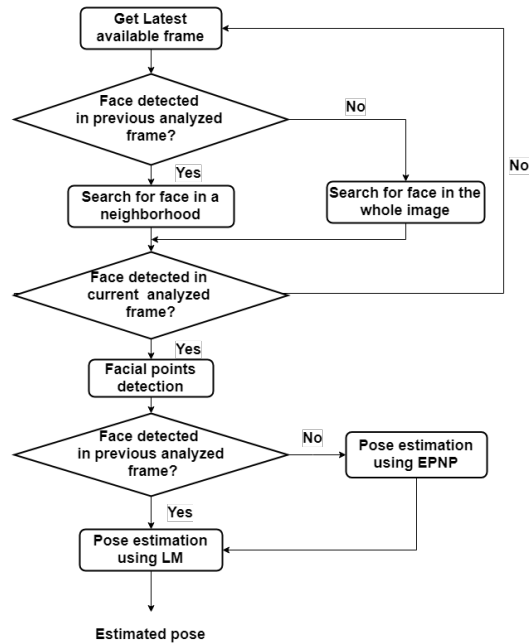 Get Latest
available frame
Face detected
in previous analyzed
frame?
No
No
Yes
Search for face in a
neighborhood
Search for face in the
whole image
Face detected in
current analyzed
frame?
Yes
Facial points
detection
Face detected
in previous analyzed
frame?
No
Pose estimation
using EPNP
Yes
Pose estimation
using LM
Estimated pose